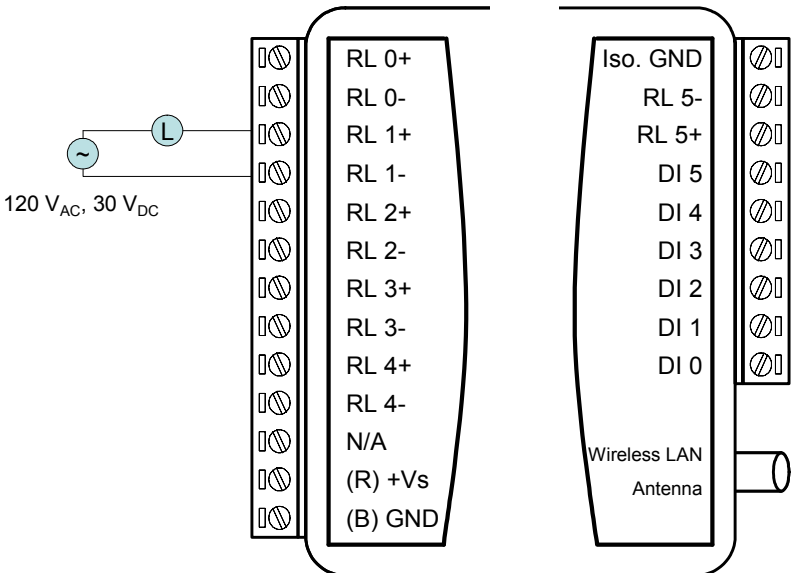 RL 0+
RL 0-
RL 1+
RL 1-
RL 2+
RL 2-
RL 3+
RL 3-
RL 4+
RL 4-
N/A
(R) +Vs
(B) GND
L
~
120 VAC, 30 VDC
Iso. GND
RL 5-
RL 5+
DI 5
DI 4
DI 3
DI 2
DI 1
DI 0
Wireless LAN
Antenna